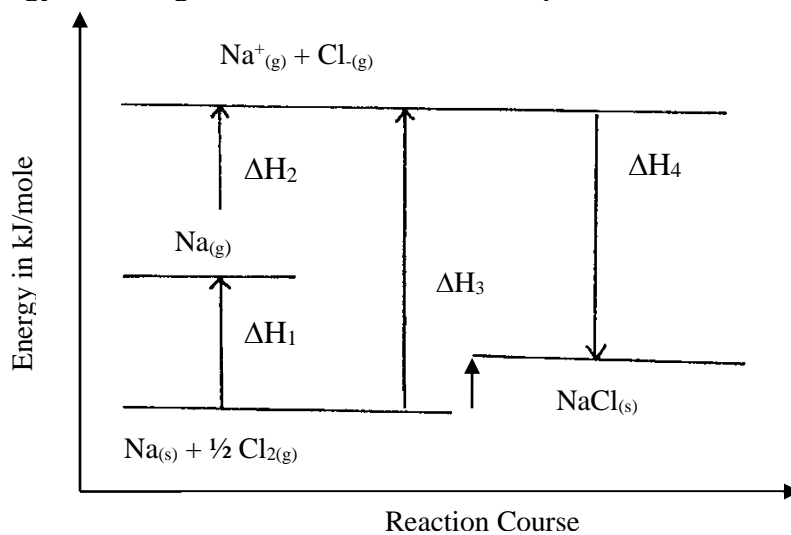 Na⁺(g) + Cl-(g)
ΔH₂
ΔH₄
Na(g)
ΔH₃
ΔH₁
NaCl(s)
Na(s) + ½ Cl₂(g)
Energy in kJ/mole
Reaction Course